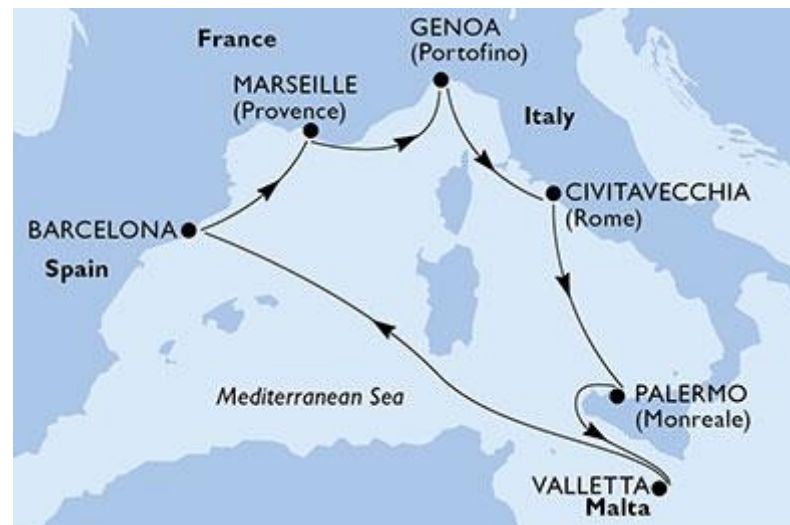 France
GENOA
(Portofino)
MARSEILLE
(Provence)
Italy
CIVITAVECCHIA
(Rome)
BARCELONA
Spain
Mediterranean Sea
PALERMO
(Monreale)
VALLETTA
Malta